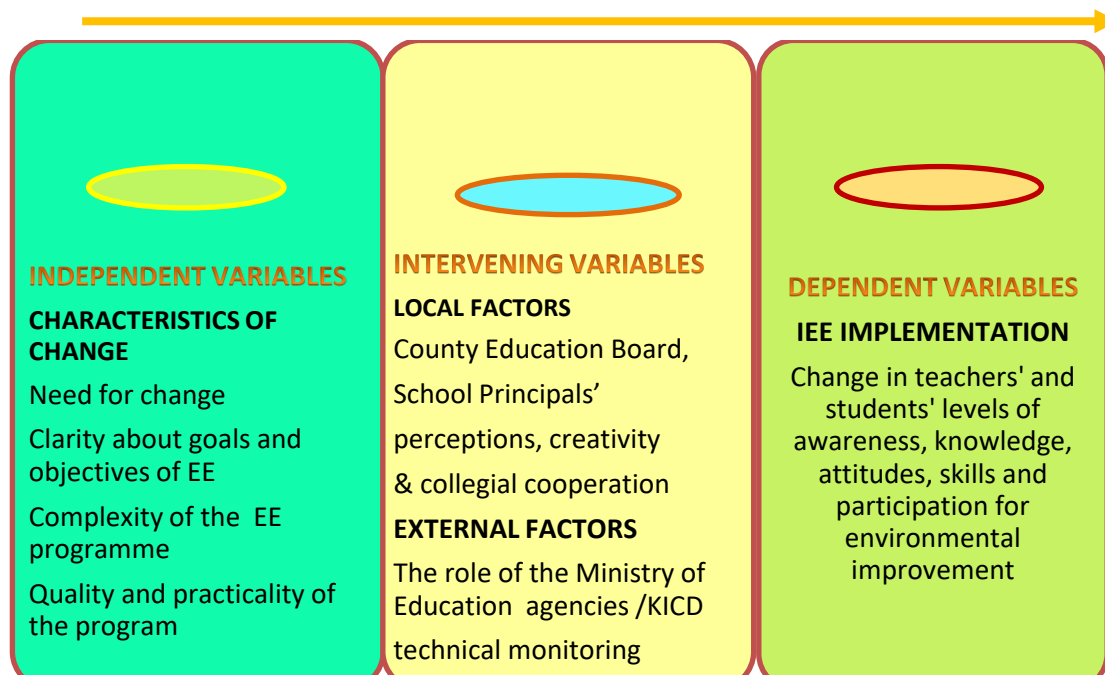 INDEPENDENT VARIABLES
CHARACTERISTICS OF
CHANGE
Need for change
Clarity about goals and
objectives of EE
Complexity of the EE
programme
Quality and practicality of
the program
INTERVENING VARIABLES
LOCAL FACTORS
County Education Board,
School Principals’
perceptions, creativity
& collegial cooperation
EXTERNAL FACTORS
The role of the Ministry of
Education agencies /KICD
technical monitoring
DEPENDENT VARIABLES
IEE IMPLEMENTATION
Change in teachers' and
students' levels of
awareness, knowledge,
attitudes, skills and
participation for
environmental
improvement